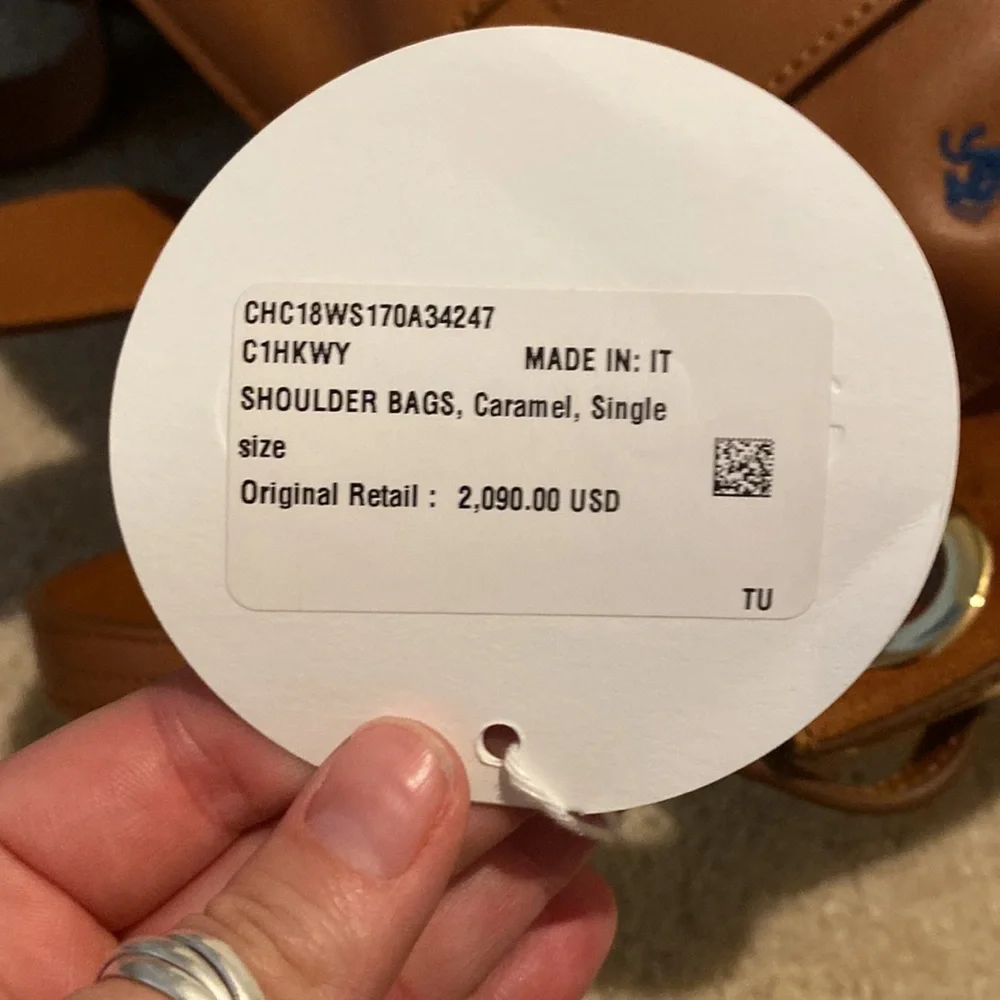 CHC18WS170A34247
C1HKWY MADE IN: IT
SHOULDER BAGS, Caramel, Single
size
Original Retail : 2,090.00 USD
TU